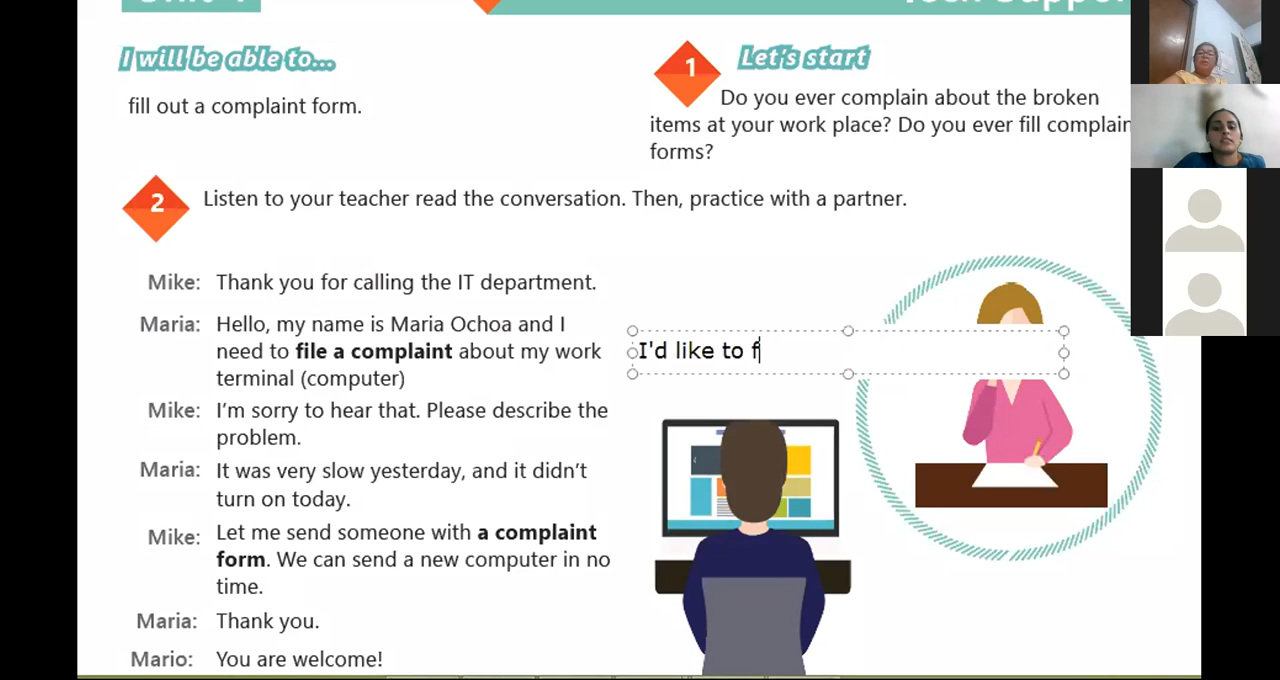 I will be able to...
fill out a complaint form.
1
Let's start
Do you ever complain about the broken
items at your work place? Do you ever fill complain
forms?
2
Listen to your teacher read the conversation. Then, practice with a partner.
Mike: Thank you for calling the IT department.
Maria: Hello, my name is Maria Ochoa and I
need to file a complaint about my work
terminal (computer)
I'd like to f
Mike: I'm sorry to hear that. Please describe the
problem.
Maria: It was very slow yesterday, and it didn't
turn on today.
Mike: Let me send someone with a complaint
form. We can send a new computer in no
time.
Maria: Thank you.
Mario: You are welcome!